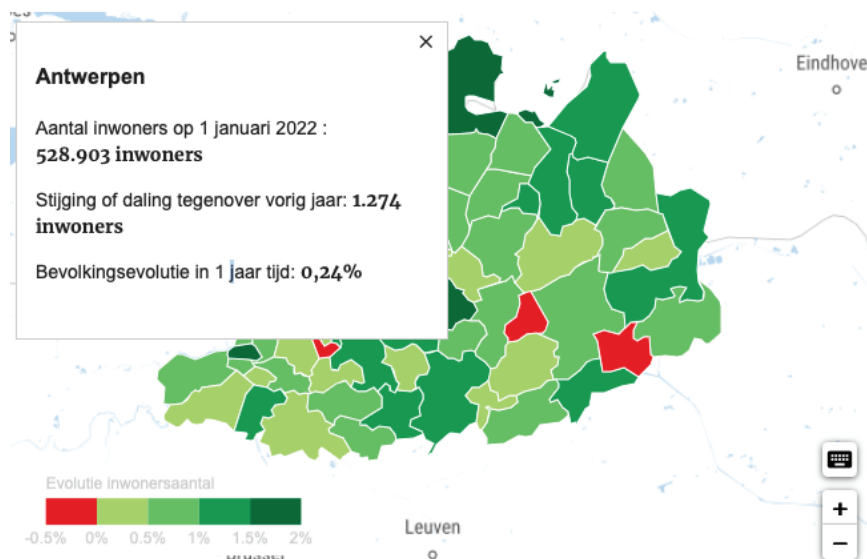 ×
Antwerpen
Aantal inwoners op 1 januari 2022 :
528.903 inwoners
Stijging of daling tegenover vorig jaar: 1.274
inwoners
Bevolkingsevolutie in 1 jaar tijd: 0,24%
Eindhove
Evolutie inwonersaantal
-0.5% 0% 0.5% 1% 1.5% 2%
Leuven
+
−